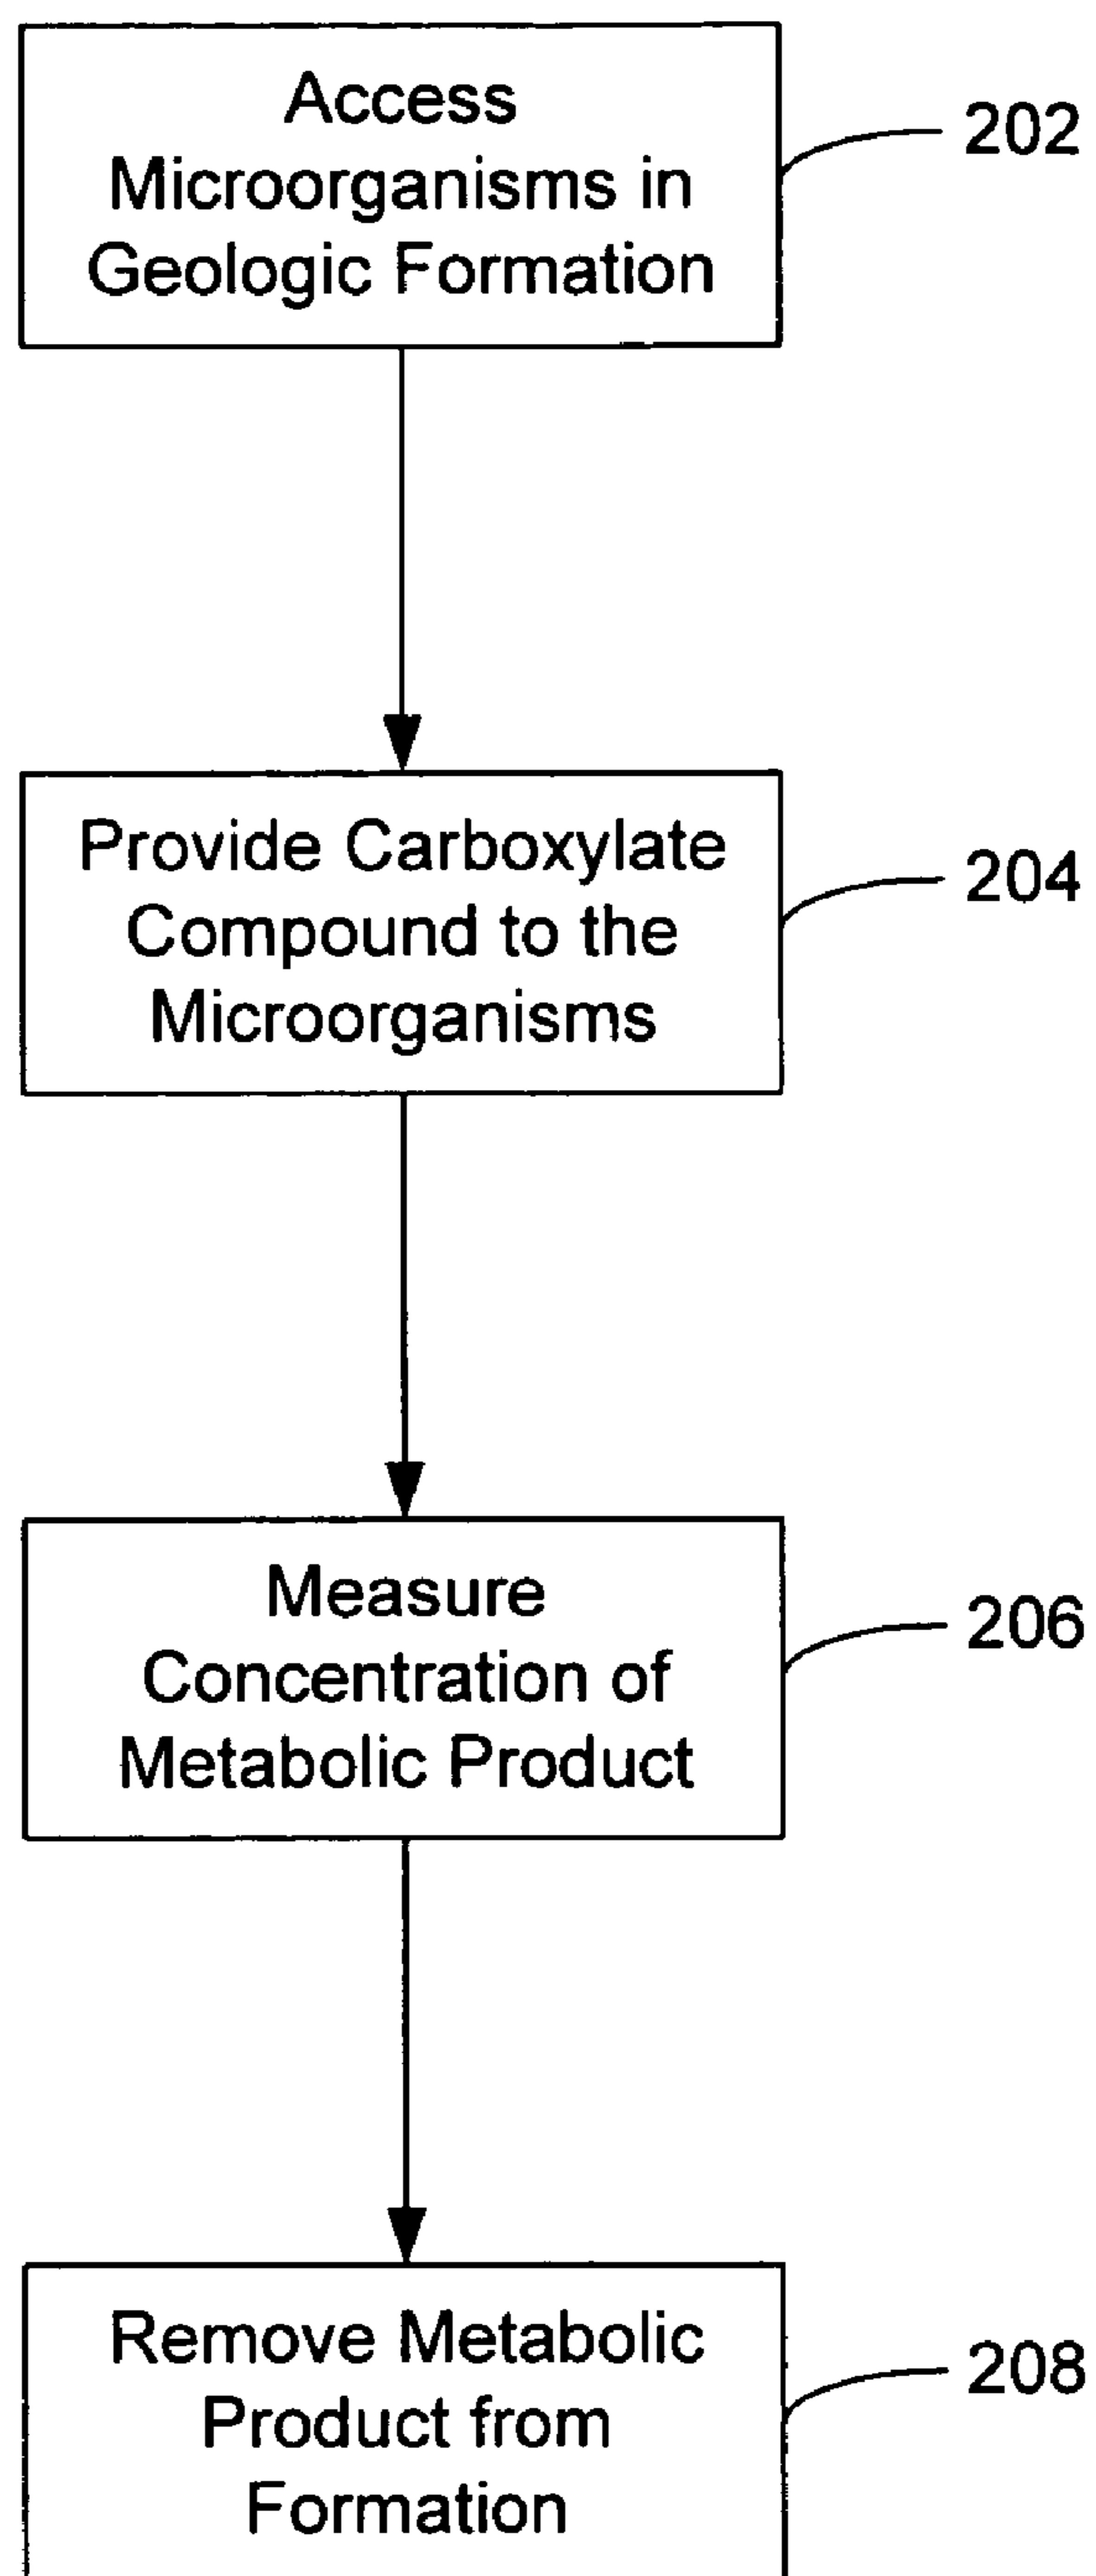 Access
Microorganisms in
Geologic Formation
202
Provide Carboxylate
Compound to the
Microorganisms
204
Measure
Concentration of
Metabolic Product
206
Remove Metabolic
Product from
Formation
208